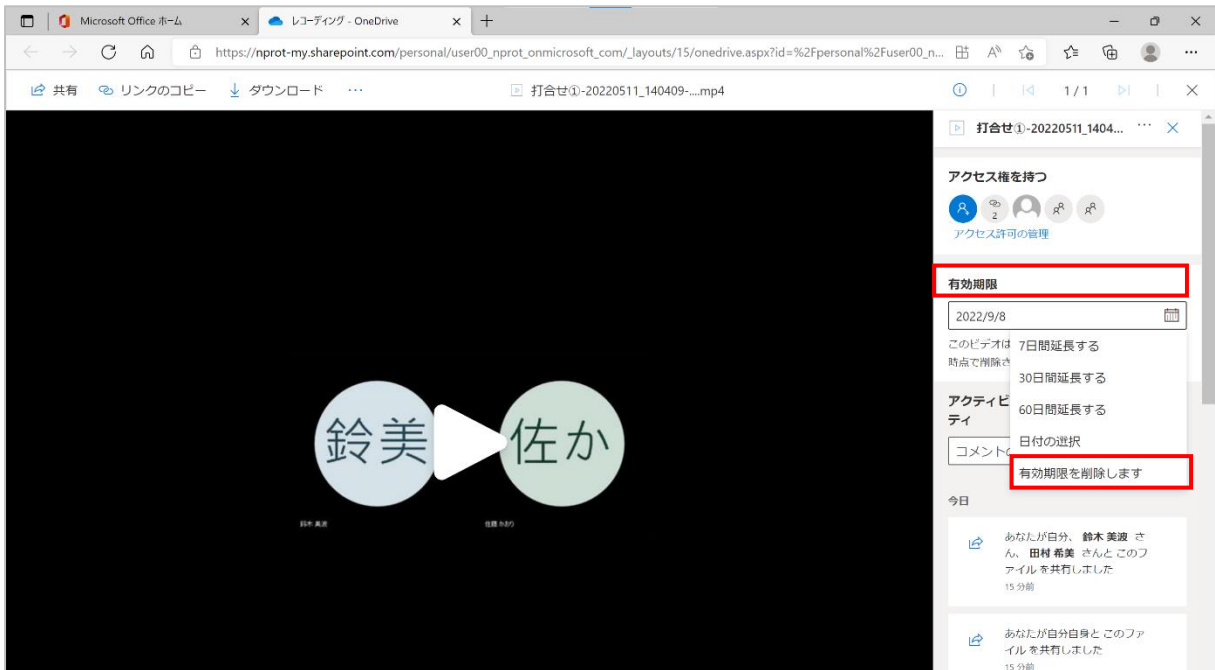 Microsoft Office ホーム
レコーディング - OneDrive
https://nprot-my.sharepoint.com/personal/user00_nprot_onmicrosoft_com/_layouts/15/onedrive.aspx?id=%2Fpersonal%2Fuser00_n...
共有 リンクのコピー ダウンロード ... 打合せ①-20220511_140409-....mp4 1 / 1
打合せ①-20220511_1404... ...
アクセス権を持つ
2
アクセス許可の管理
有効期限
2022/9/8
このビデオは
時点で削除さ
7日間延長する
30日間延長する
60日間延長する
日付の選択
有効期限を削除します
アクティビ
ティ
コメントの
今日
あなたが自分、 鈴木 美波 さ
ん、 田村 希美 さんと このフ
ァイル を共有しました
15 分前
あなたが自分自身と このファ
イル を共有しました
15 分前
鈴美 佐か
鈴木 美波 佐藤 かおり